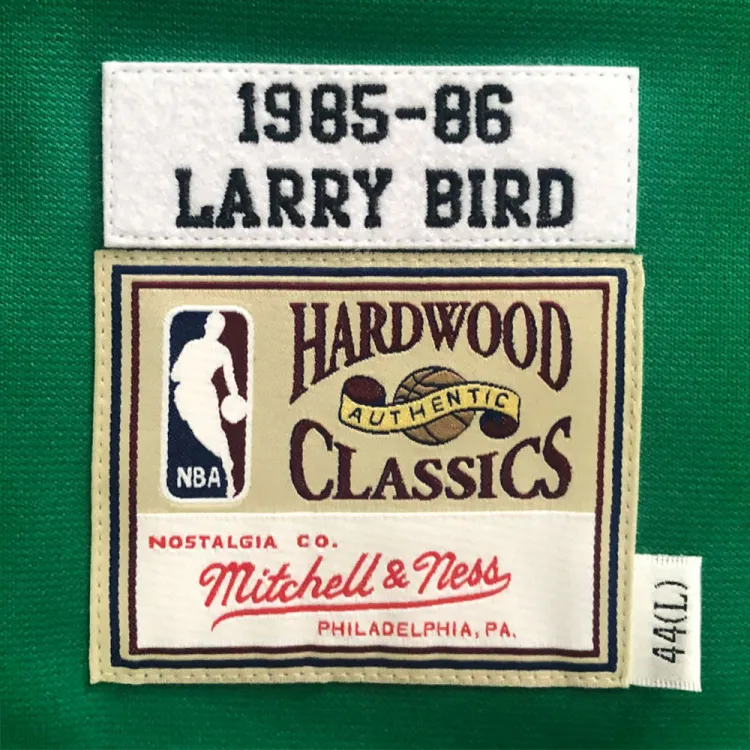 1985-86
LARRY BIRD
HARDWOOD
AUTHENTIC
CLASSICS
NBA
NOSTALGIA CO.
Mitchell & Ness
PHILADELPHIA, PA.
44(L)